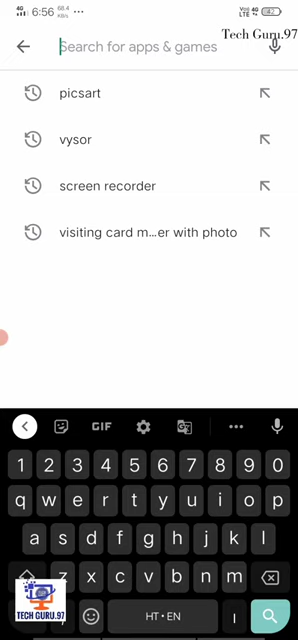 4G 6:56 68.4 KB/s ...
Vo) 4G LTE 42
Tech Guru.97
Search for apps & games
picsart
vysor
screen recorder
visiting card m...er with photo
GIF
1 2 3 4 5 6 7 8 9 0
q w e r t y u i o p
a s d f g h j k l
z x c v b n m
HT • EN
TECH GURU.97